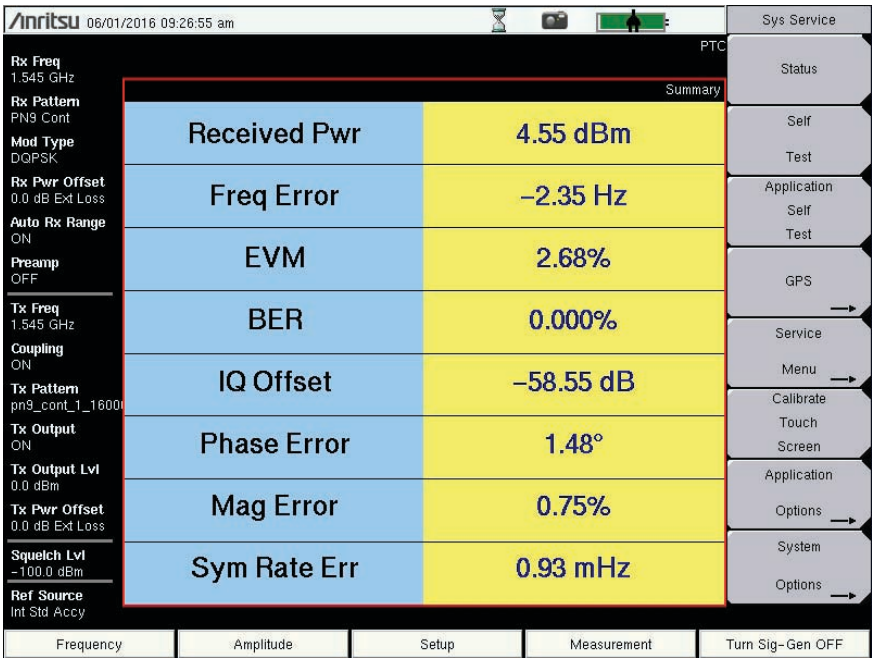 Anritsu 06/01/2016 09:26:55 am
Sys Service
PTC
Rx Freq
1.545 GHz
Rx Pattern
PN9 Cont
Mod Type
DQPSK
Rx Pwr Offset
0.0 dB Ext Loss
Auto Rx Range
ON
Preamp
OFF
Tx Freq
1.545 GHz
Coupling
ON
Tx Pattern
pn9_cont_1_1600
Tx Output
ON
Tx Output Lvl
0.0 dBm
Tx Pwr Offset
0.0 dB Ext Loss
Squelch Lvl
-100.0 dBm
Ref Source
Int Std Accy
Summary
Received Pwr 4.55 dBm
Freq Error -2.35 Hz
EVM 2.68%
BER 0.000%
IQ Offset -58.55 dB
Phase Error 1.48°
Mag Error 0.75%
Sym Rate Err 0.93 mHz
Status
Self
Test
Application
Self
Test
GPS
Service
Menu
Calibrate
Touch
Screen
Application
Options
System
Options
Frequency Amplitude Setup Measurement Turn Sig-Gen OFF